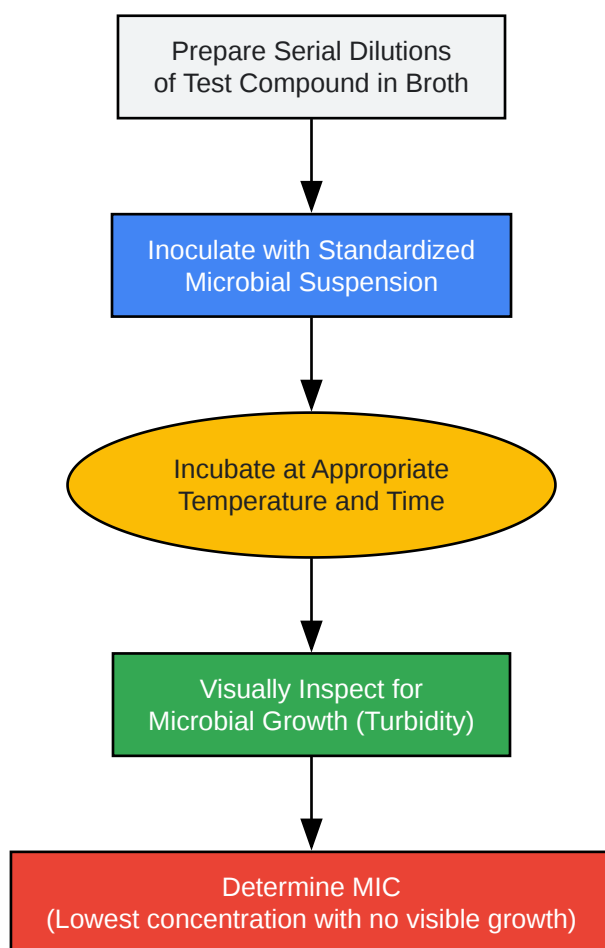 Prepare Serial Dilutions
of Test Compound in Broth
Inoculate with Standardized
Microbial Suspension
Incubate at Appropriate
Temperature and Time
Visually Inspect for
Microbial Growth (Turbidity)
Determine MIC
(Lowest concentration with no visible growth)